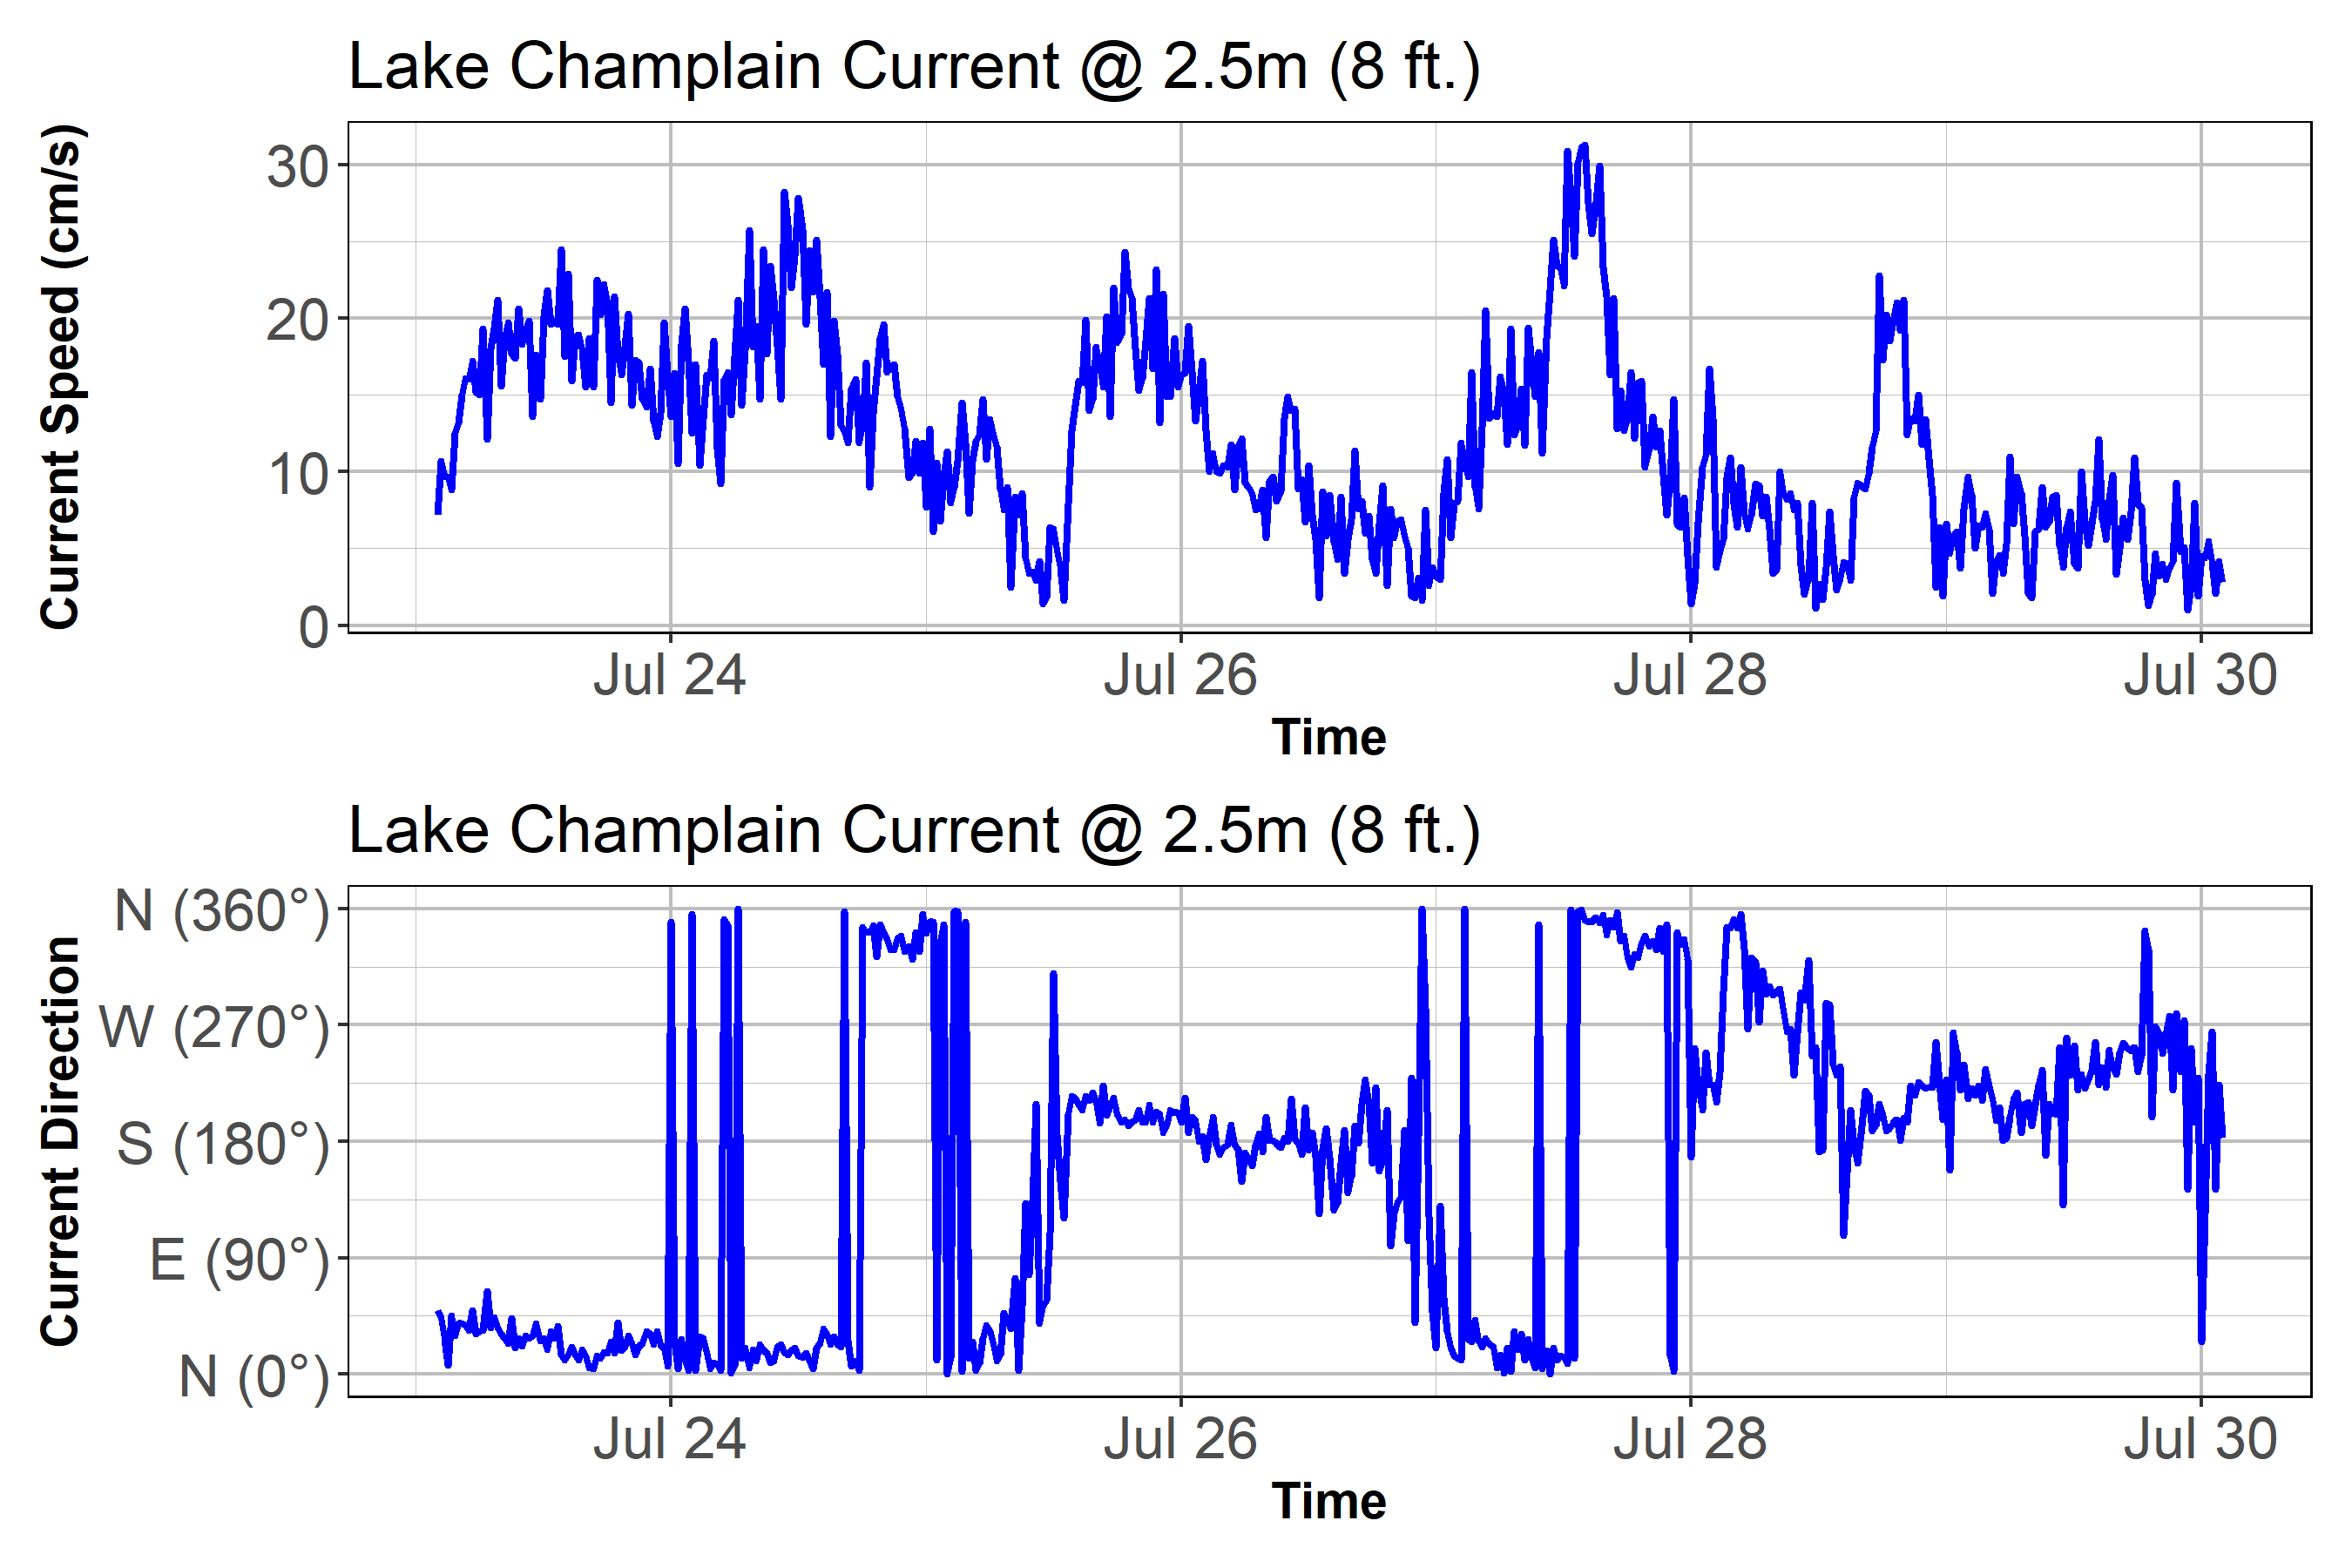 Lake Champlain Current @ 2.5m (8 ft.)
Current Speed (cm/s)
30
20
10
0
Jul 24 Jul 26 Jul 28 Jul 30
Time
Lake Champlain Current @ 2.5m (8 ft.)
Current Direction
N (360°)
W (270°)
S (180°)
E (90°)
N (0°)
Jul 24 Jul 26 Jul 28 Jul 30
Time